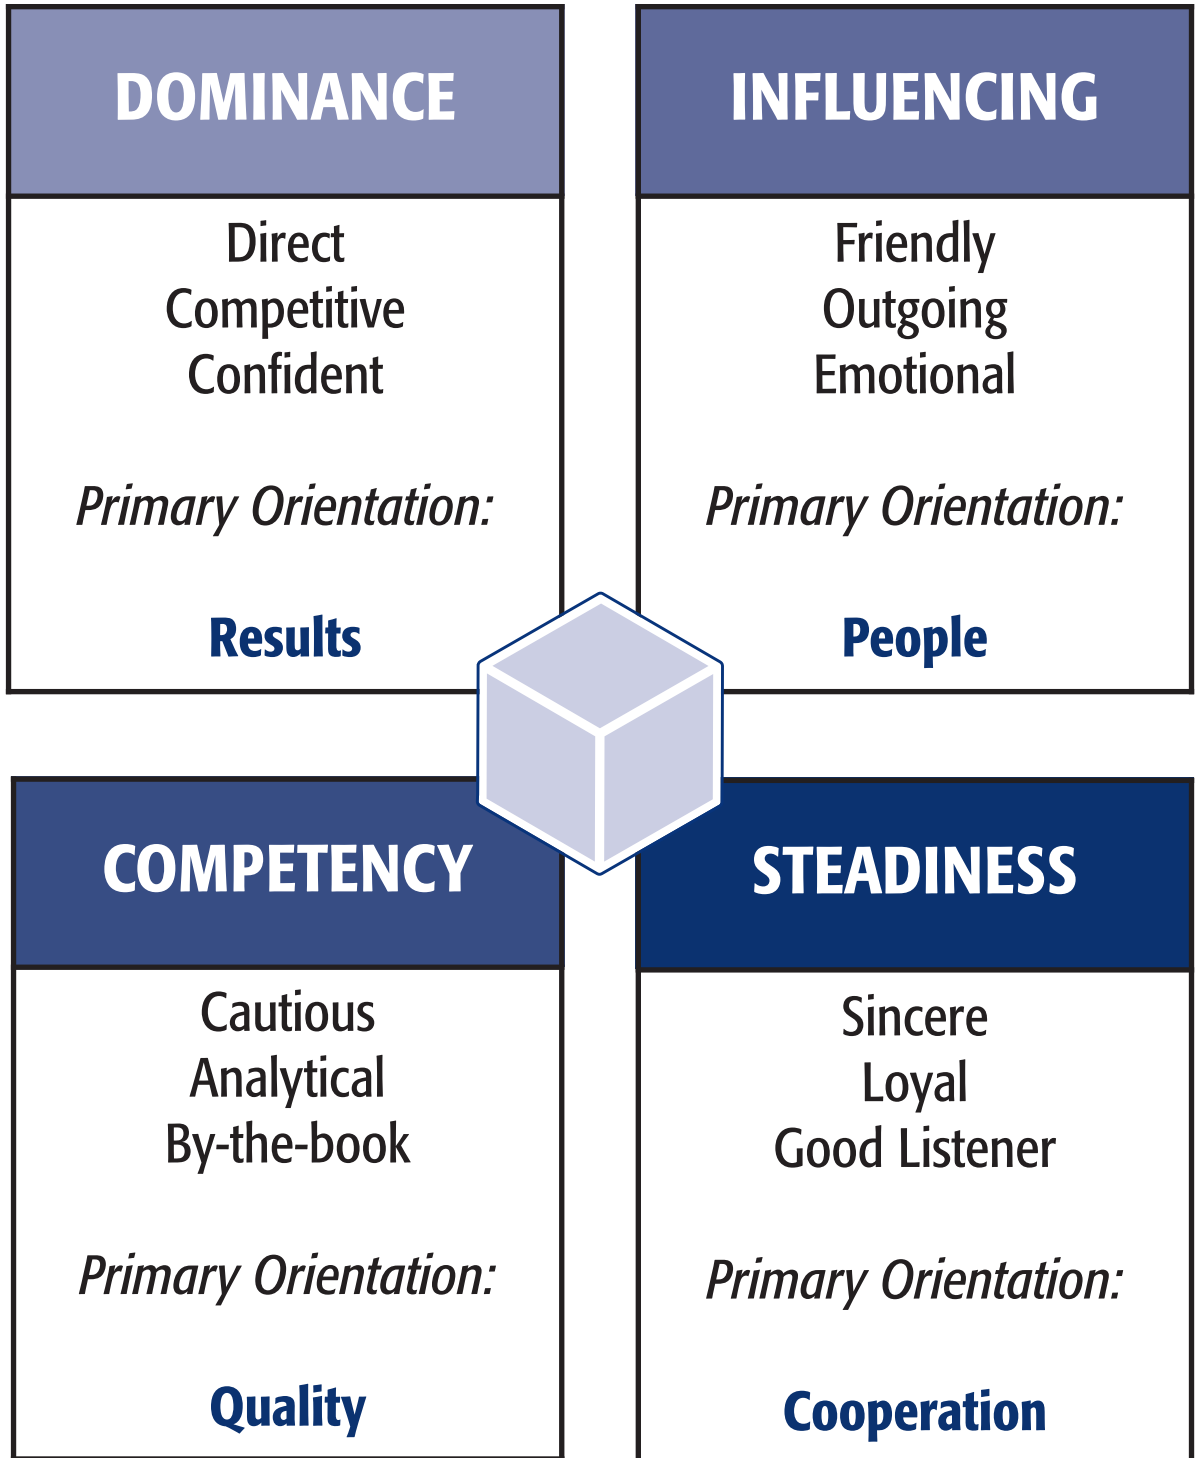 DOMINANCE
Direct
Competitive
Confident
Primary Orientation:
Results
INFLUENCING
Friendly
Outgoing
Emotional
Primary Orientation:
People
COMPETENCY
Cautious
Analytical
By-the-book
Primary Orientation:
Quality
STEADINESS
Sincere
Loyal
Good Listener
Primary Orientation:
Cooperation